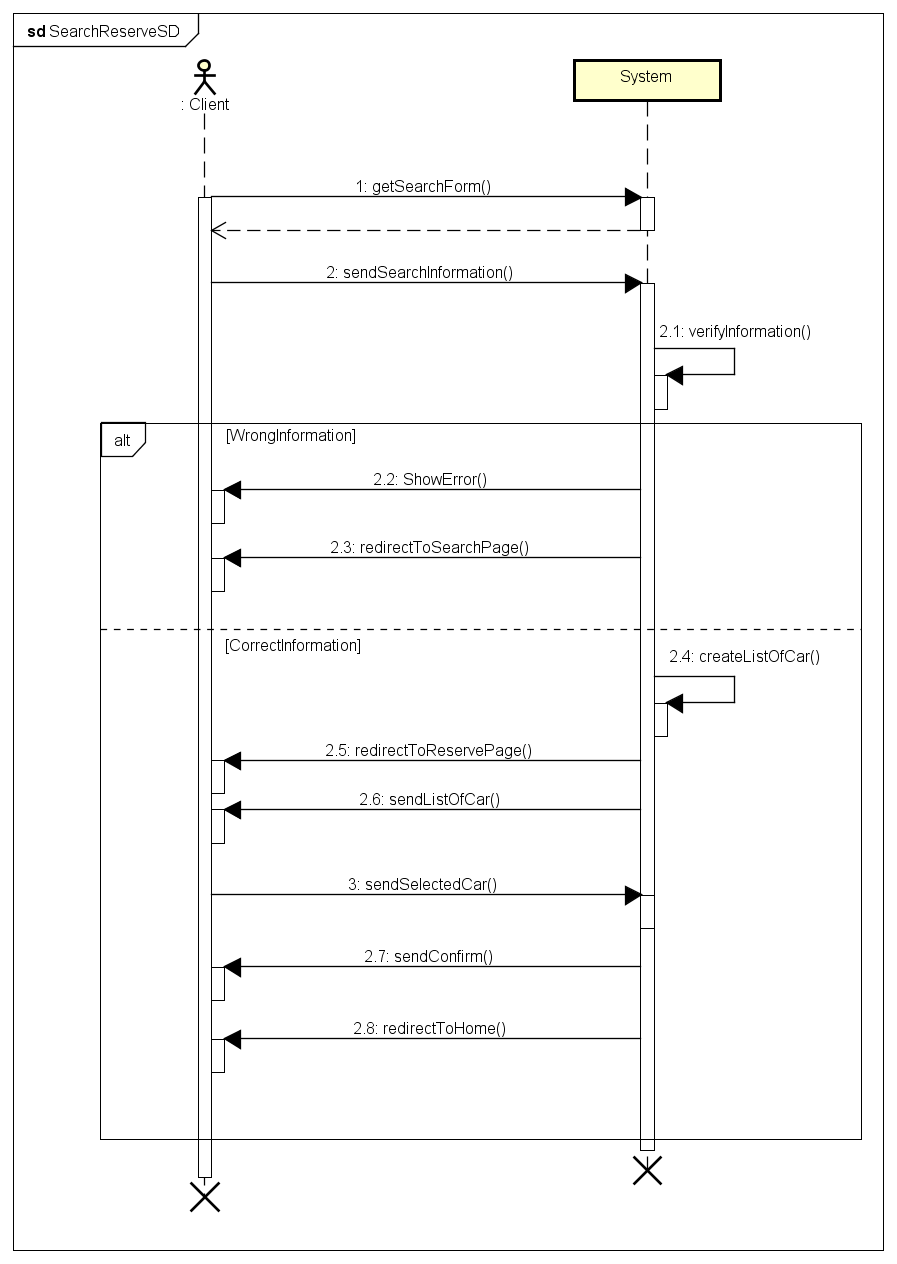 sd SearchReserveSD
: Client
System
1: getSearchForm()
2: sendSearchInformation()
2.1: verifyInformation()
alt
[WrongInformation]
2.2: ShowError()
2.3: redirectToSearchPage()
[CorrectInformation]
2.4: createListOfCar()
2.5: redirectToReservePage()
2.6: sendListOfCar()
3: sendSelectedCar()
2.7: sendConfirm()
2.8: redirectToHome()